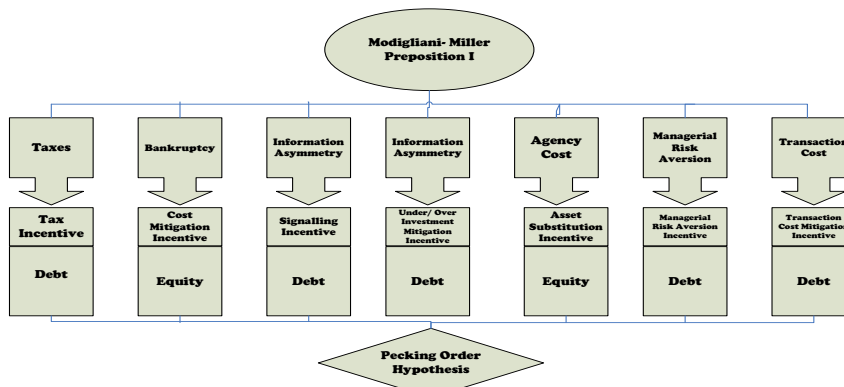 Modigliani- Miller
Preposition I
Taxes
Bankruptcy
Information
Asymmetry
Information
Asymmetry
Agency
Cost
Managerial
Risk
Aversion
Transaction
Cost
Tax
Incentive
Cost
Mitigation
Incentive
Signalling
Incentive
Under/ Over
Investment
Mitigation
Incentive
Asset
Substitution
Incentive
Managerial
Risk Aversion
Incentive
Transaction
Cost Mitigation
Incentive
Debt
Equity
Debt
Debt
Equity
Debt
Debt
Pecking Order
Hypothesis